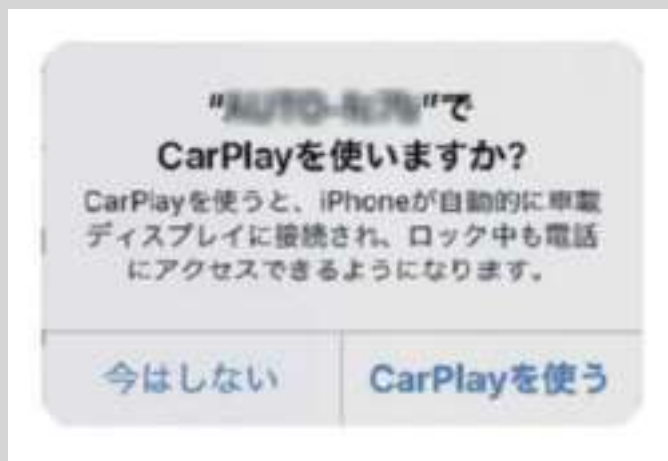 "で
CarPlayを使いますか?
CarPlayを使うと、iPhoneが自動的に車載
ディスプレイに接続され、ロック中も電話
にアクセスできるようになります。
今はしない
CarPlayを使う